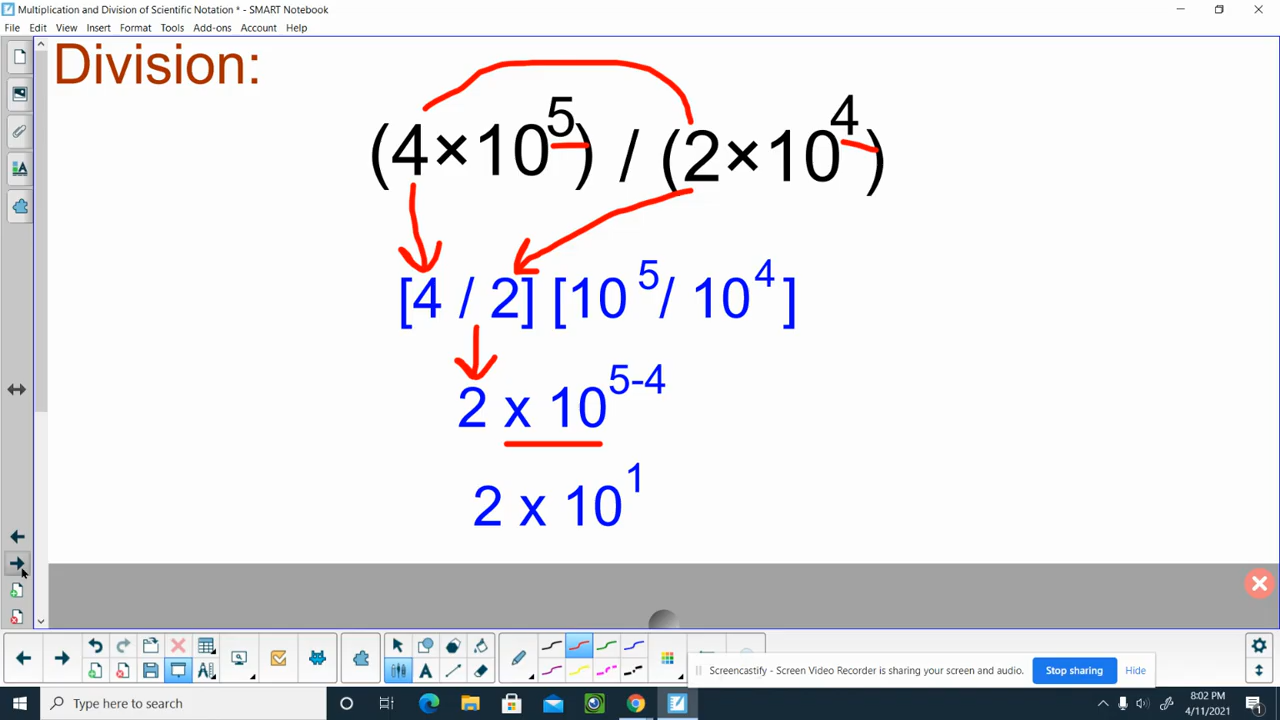 Multiplication and Division of Scientific Notation * - SMART Notebook
File Edit View Insert Format Tools Add-ons Account Help
Division:
(4×10⁵) / (2×10⁴)
[4 / 2] [10⁵/ 10⁴ ]
2 x 10⁵⁻⁴
2 x 10¹
Screencastify - Screen Video Recorder is sharing your screen and audio. Stop sharing Hide
Type here to search
8:02 PM
4/11/2021